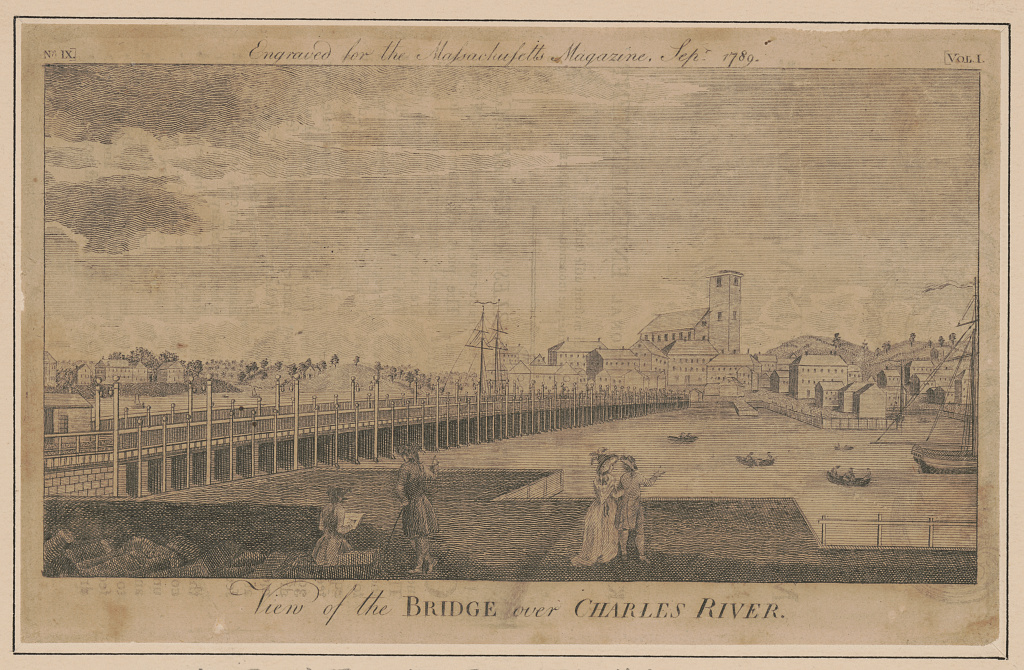 No IX.]
Engraved for the Maſsachuſetts Magazine, Sepr. 1789.
[VOL. I.
View of the BRIDGE over CHARLES RIVER.